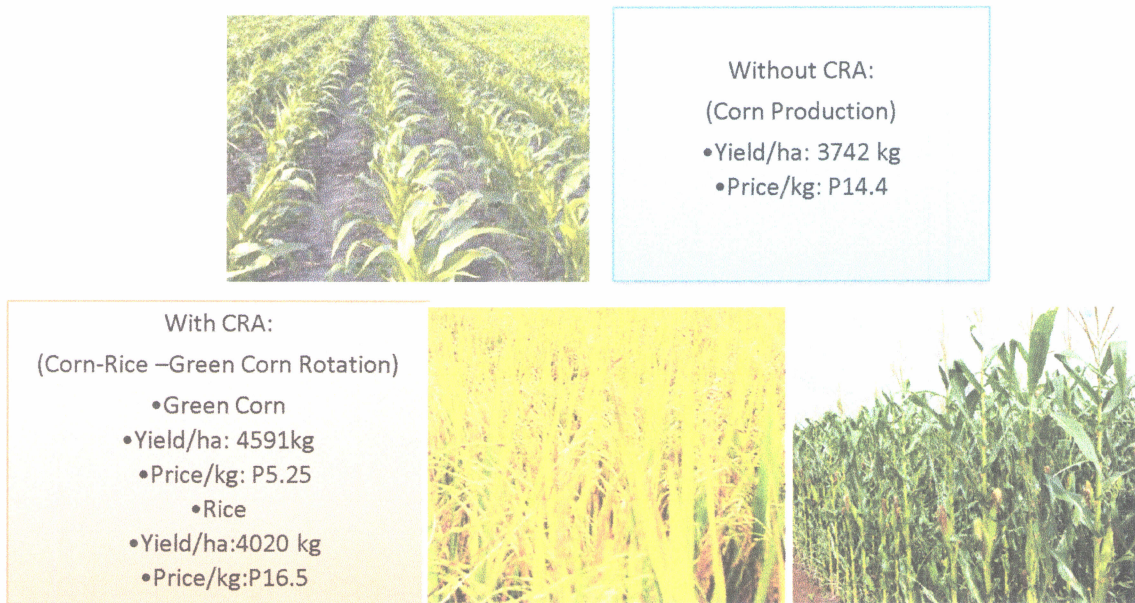 Without CRA:
(Corn Production)
•Yield/ha: 3742 kg
•Price/kg: P14.4
With CRA:
(Corn-Rice –Green Corn Rotation)
•Green Corn
•Yield/ha: 4591kg
•Price/kg: P5.25
•Rice
•Yield/ha:4020 kg
•Price/kg:P16.5